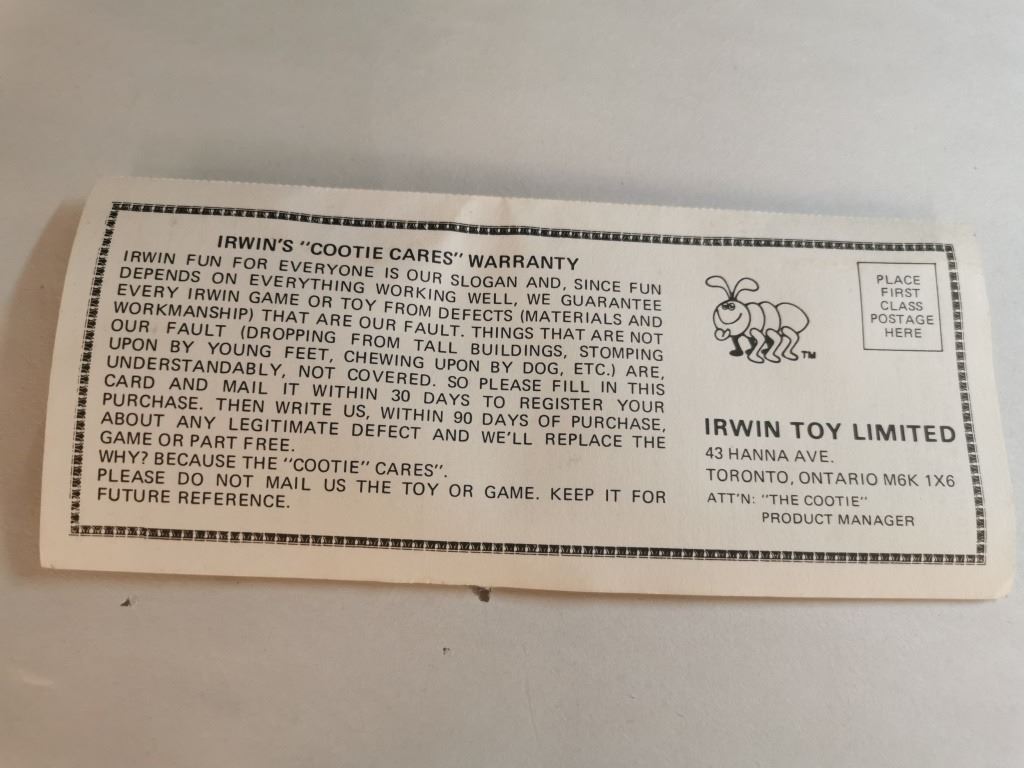 IRWIN'S "COOTIE CARES" WARRANTY
IRWIN FUN FOR EVERYONE IS OUR SLOGAN AND, SINCE FUN
DEPENDS ON EVERYTHING WORKING WELL, WE GUARANTEE
EVERY IRWIN GAME OR TOY FROM DEFECTS (MATERIALS AND
WORKMANSHIP) THAT ARE OUR FAULT. THINGS THAT ARE NOT
OUR FAULT (DROPPING FROM TALL BUILDINGS, STOMPING
UPON BY YOUNG FEET, CHEWING UPON BY DOG, ETC.) ARE,
UNDERSTANDABLY, NOT COVERED. SO PLEASE FILL IN THIS
CARD AND MAIL IT WITHIN 30 DAYS TO REGISTER YOUR
PURCHASE. THEN WRITE US, WITHIN 90 DAYS OF PURCHASE,
ABOUT ANY LEGITIMATE DEFECT AND WE'LL REPLACE THE
GAME OR PART FREE.
WHY? BECAUSE THE "COOTIE" CARES".
PLEASE DO NOT MAIL US THE TOY OR GAME. KEEP IT FOR
FUTURE REFERENCE.
TM
PLACE
FIRST
CLASS
POSTAGE
HERE
IRWIN TOY LIMITED
43 HANNA AVE.
TORONTO, ONTARIO M6K 1X6
ATT'N: "THE COOTIE"
PRODUCT MANAGER